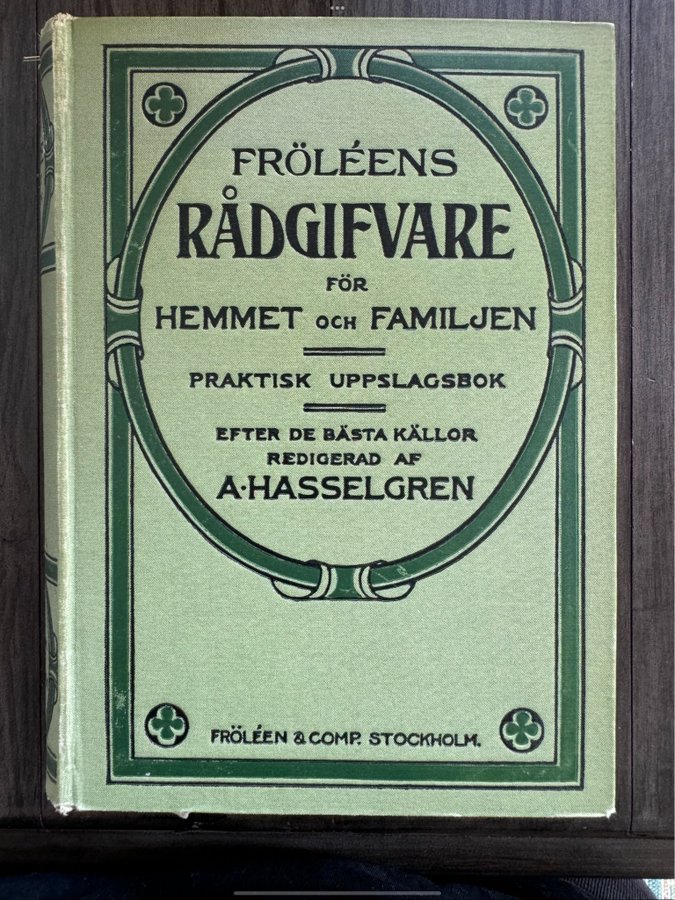 FRÖLÉENS
RÅDGIFVARE
FÖR
HEMMET OCH FAMILJEN
PRAKTISK UPPSLAGSBOK
EFTER DE BÄSTA KÄLLOR
REDIGERAD AF
A·HASSELGREN
FRÖLÉEN & COMP. STOCKHOLM.